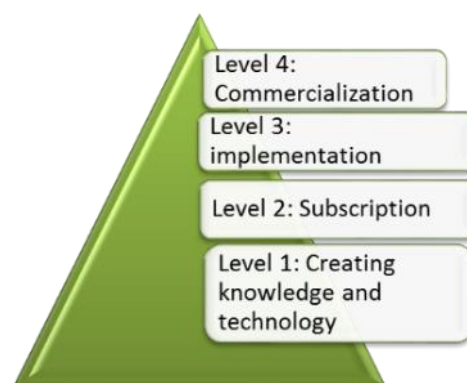 Level 4:
Commercialization
Level 3:
implementation
Level 2: Subscription
Level 1: Creating
knowledge and
technology